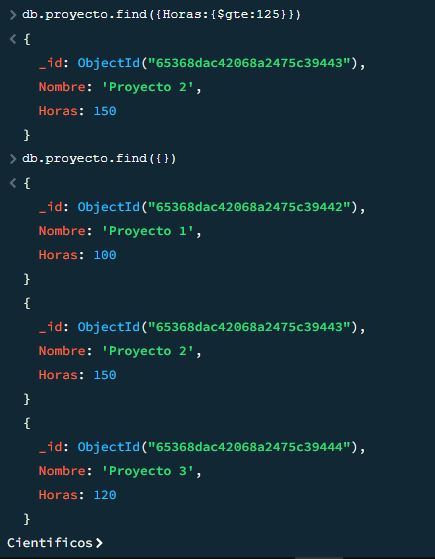 > db.proyecto.find({Horas:{$gte:125}})
< {
_id: ObjectId("65368dac42068a2475c39443"),
Nombre: 'Proyecto 2',
Horas: 150
}
> db.proyecto.find({})
< {
_id: ObjectId("65368dac42068a2475c39442"),
Nombre: 'Proyecto 1',
Horas: 100
}
{
_id: ObjectId("65368dac42068a2475c39443"),
Nombre: 'Proyecto 2',
Horas: 150
}
{
_id: ObjectId("65368dac42068a2475c39444"),
Nombre: 'Proyecto 3',
Horas: 120
}
Cientificos>